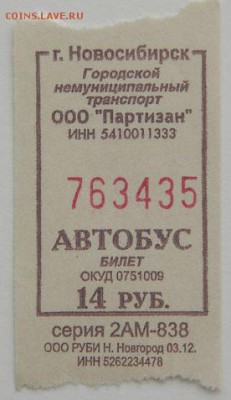 COINS.LSS.RU
г. Новосибирск
Городской
немуниципальный
транспорт
ООО "Партизан"
ИНН 5410011333
763435
АВТОБУС
БИЛЕТ
ОКУД 0751009
14 РУБ.
серия 2АМ-838
ООО РУБИ Н. Новгород 03.12.
ИНН 5262234478